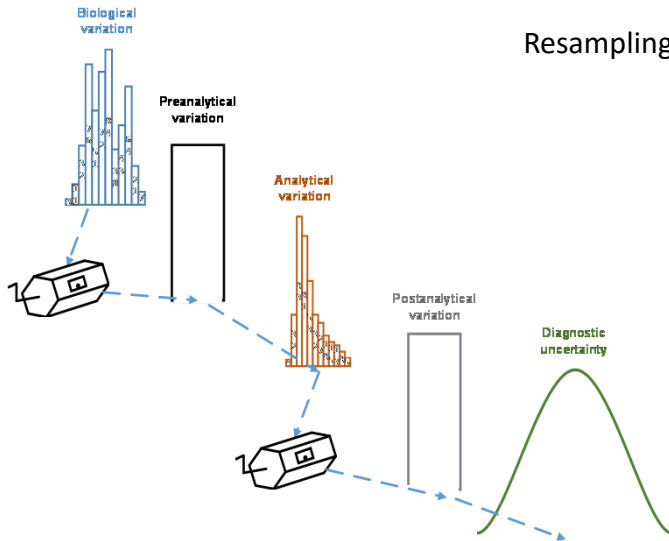 Biological
variation
Resampling
Preanalytical
variation
Analytical
variation
Postanalytical
variation
Diagnostic
uncertainty